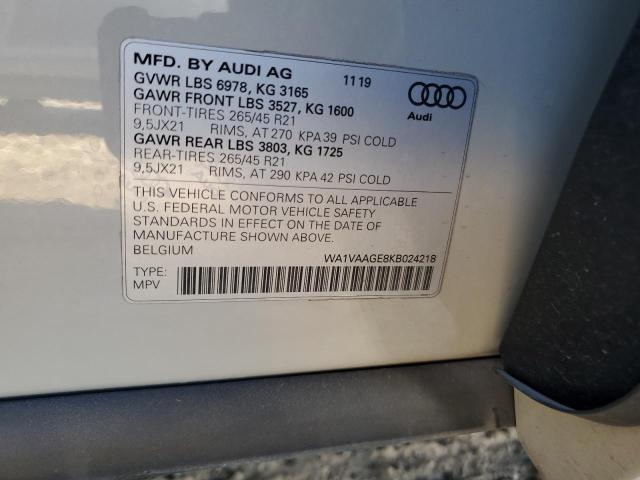 MFD. BY AUDI AG 11 19
GVWR LBS 6978, KG 3165
GAWR FRONT LBS 3527, KG 1600
FRONT-TIRES 265/45 R21
9,5JX21 RIMS, AT 270 KPA 39 PSI COLD
GAWR REAR LBS 3803, KG 1725
REAR-TIRES 265/45 R21
9,5JX21 RIMS, AT 290 KPA 42 PSI COLD
Audi
THIS VEHICLE CONFORMS TO ALL APPLICABLE
U.S. FEDERAL MOTOR VEHICLE SAFETY
STANDARDS IN EFFECT ON THE DATE OF
MANUFACTURE SHOWN ABOVE.
BELGIUM
WA1VAAGE8KB024218
TYPE:
MPV